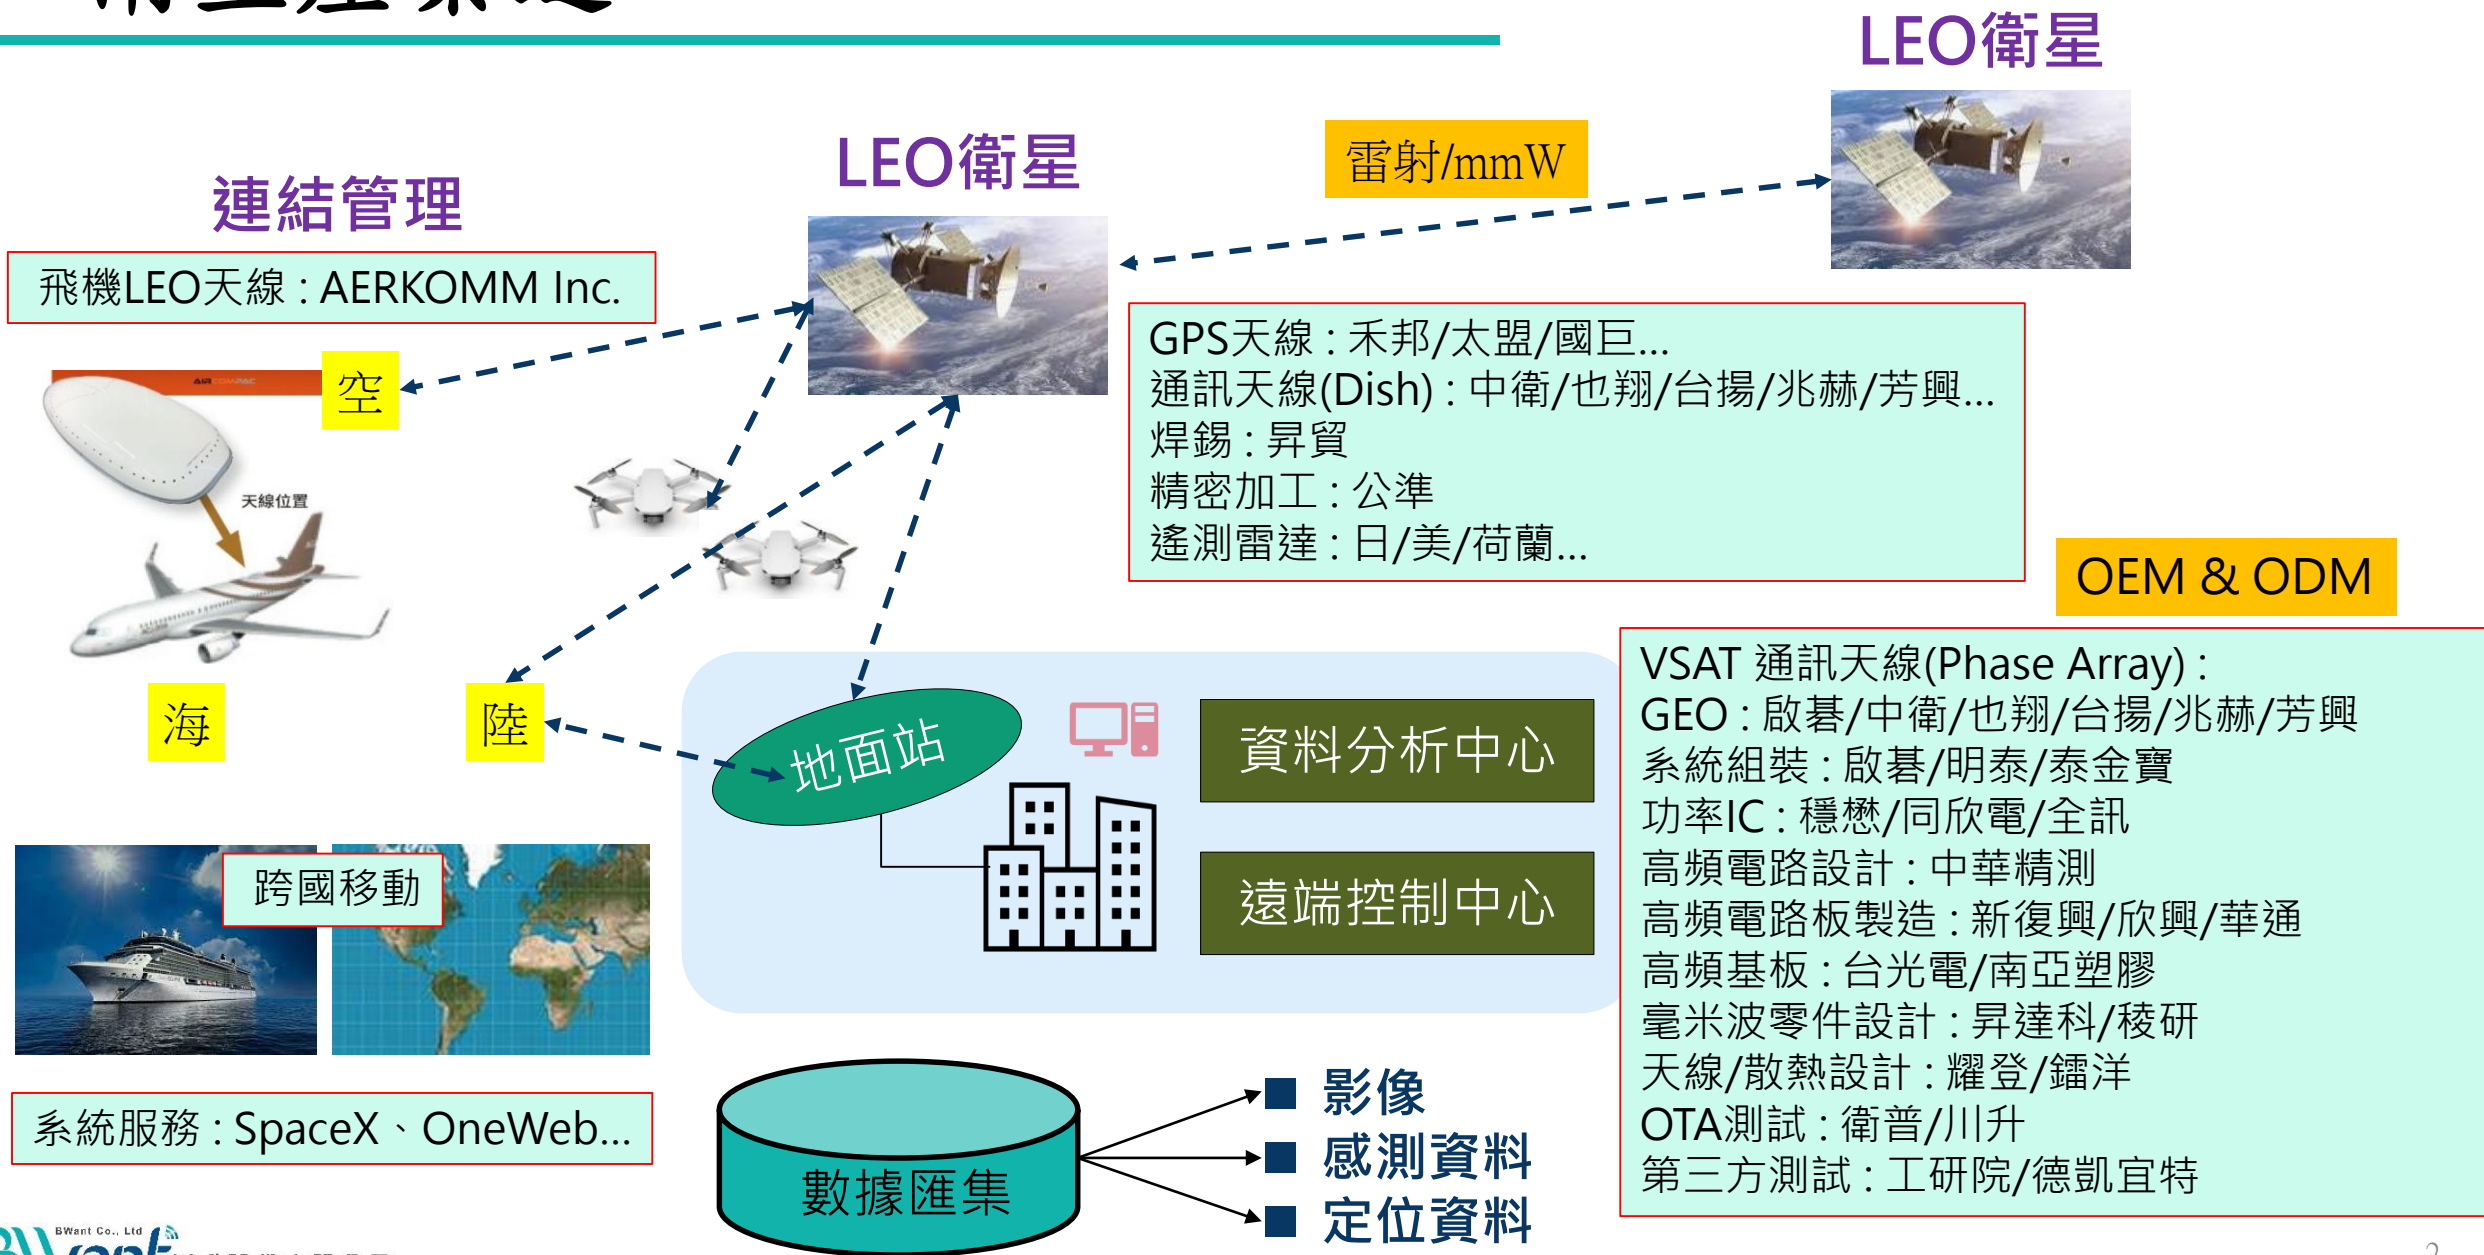 LEO衛星
LEO衛星
雷射/mmW
連結管理
飛機LEO天線 : AERKOMM Inc.
AIRCOMPAC
空
天線位置
GPS天線 : 禾邦/太盟/國巨...
通訊天線(Dish) : 中衛/也翔/台揚/兆赫/芳興...
焊錫 : 昇貿
精密加工 : 公準
遙測雷達 : 日/美/荷蘭...
OEM & ODM
海
陸
地面站
資料分析中心
遠端控制中心
VSAT 通訊天線(Phase Array) :
GEO : 啟碁/中衛/也翔/台揚/兆赫/芳興
系統組裝 : 啟碁/明泰/泰金寶
功率IC : 穩懋/同欣電/全訊
高頻電路設計 : 中華精測
高頻電路板製造 : 新復興/欣興/華通
高頻基板 : 台光電/南亞塑膠
毫米波零件設計 : 昇達科/稜研
天線/散熱設計 : 耀登/鐳洋
OTA測試 : 衛普/川升
第三方測試 : 工研院/德凱宜特
跨國移動
系統服務 : SpaceX、OneWeb...
數據匯集
■ 影像
■ 感測資料
■ 定位資料
BWant Co., Ltd